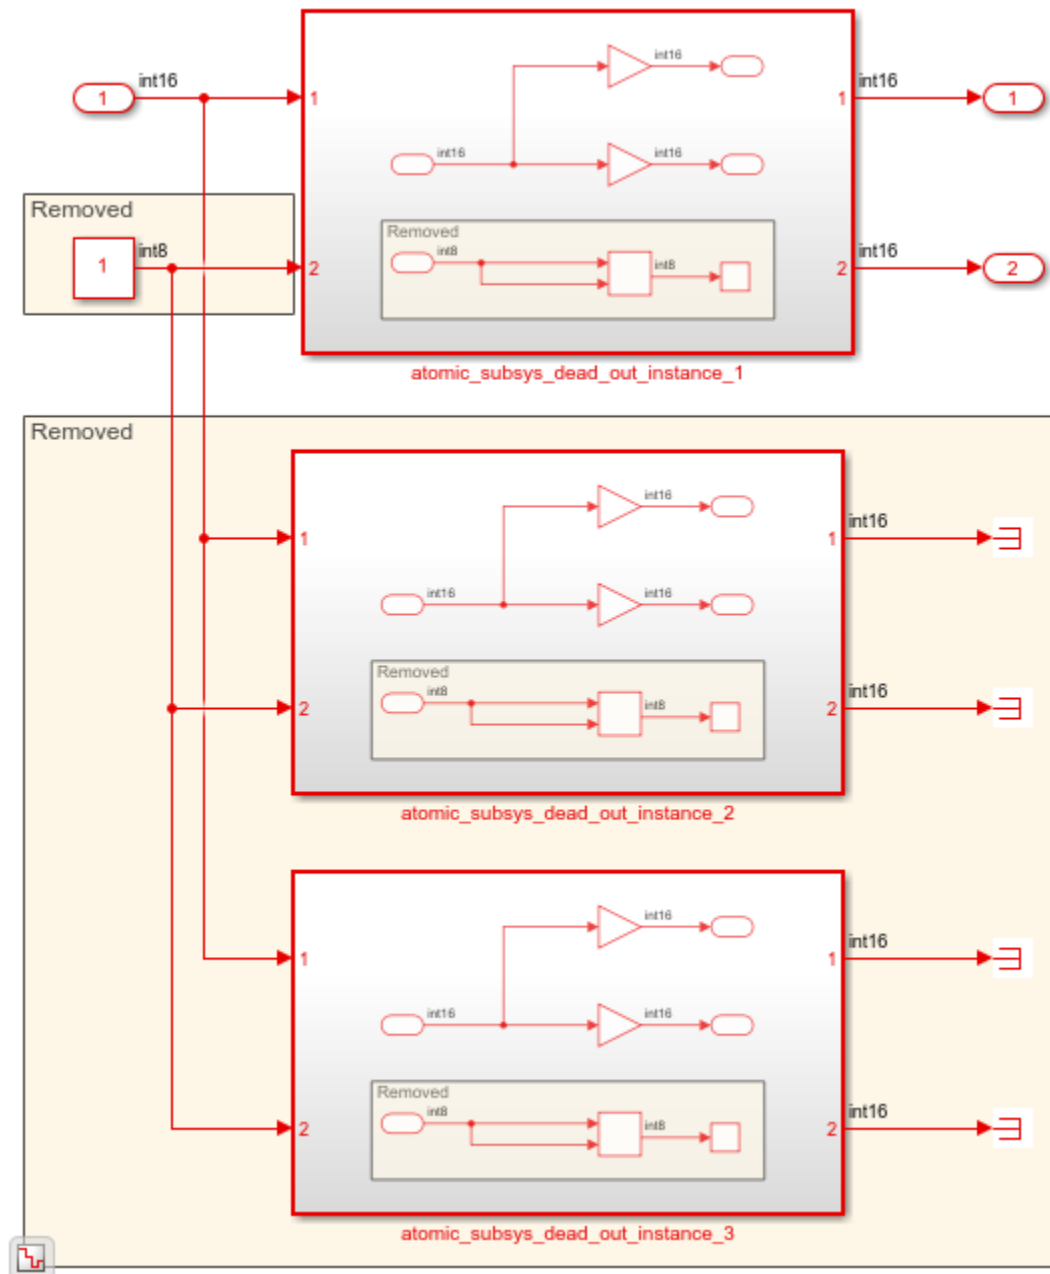 int16
int16
int16
1
1
1
1
int16
int16
Removed
Removed
int8
int8
int8
int16
1
2
2
2
atomic_subsys_dead_out_instance_1
Removed
int16
int16
1
1
int16
int16
Removed
int16
int8
int8
2
2
atomic_subsys_dead_out_instance_2
int16
int16
1
1
int16
int16
Removed
int16
int8
int8
2
2
atomic_subsys_dead_out_instance_3